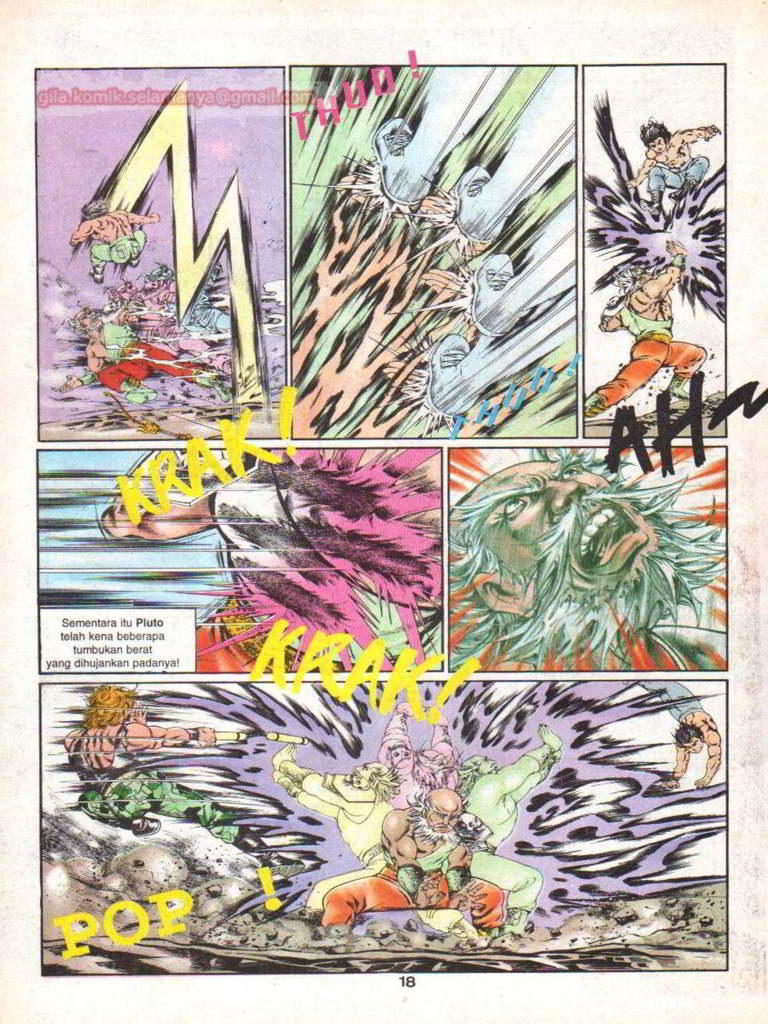 gila.komik.selamanya@gmail.com
THUD!
THUD!
AH~
KRAK!
Sementara itu Pluto
telah kena beberapa
tumbukan berat
yang dihujankan padanya!
KRAK!
POP !
18